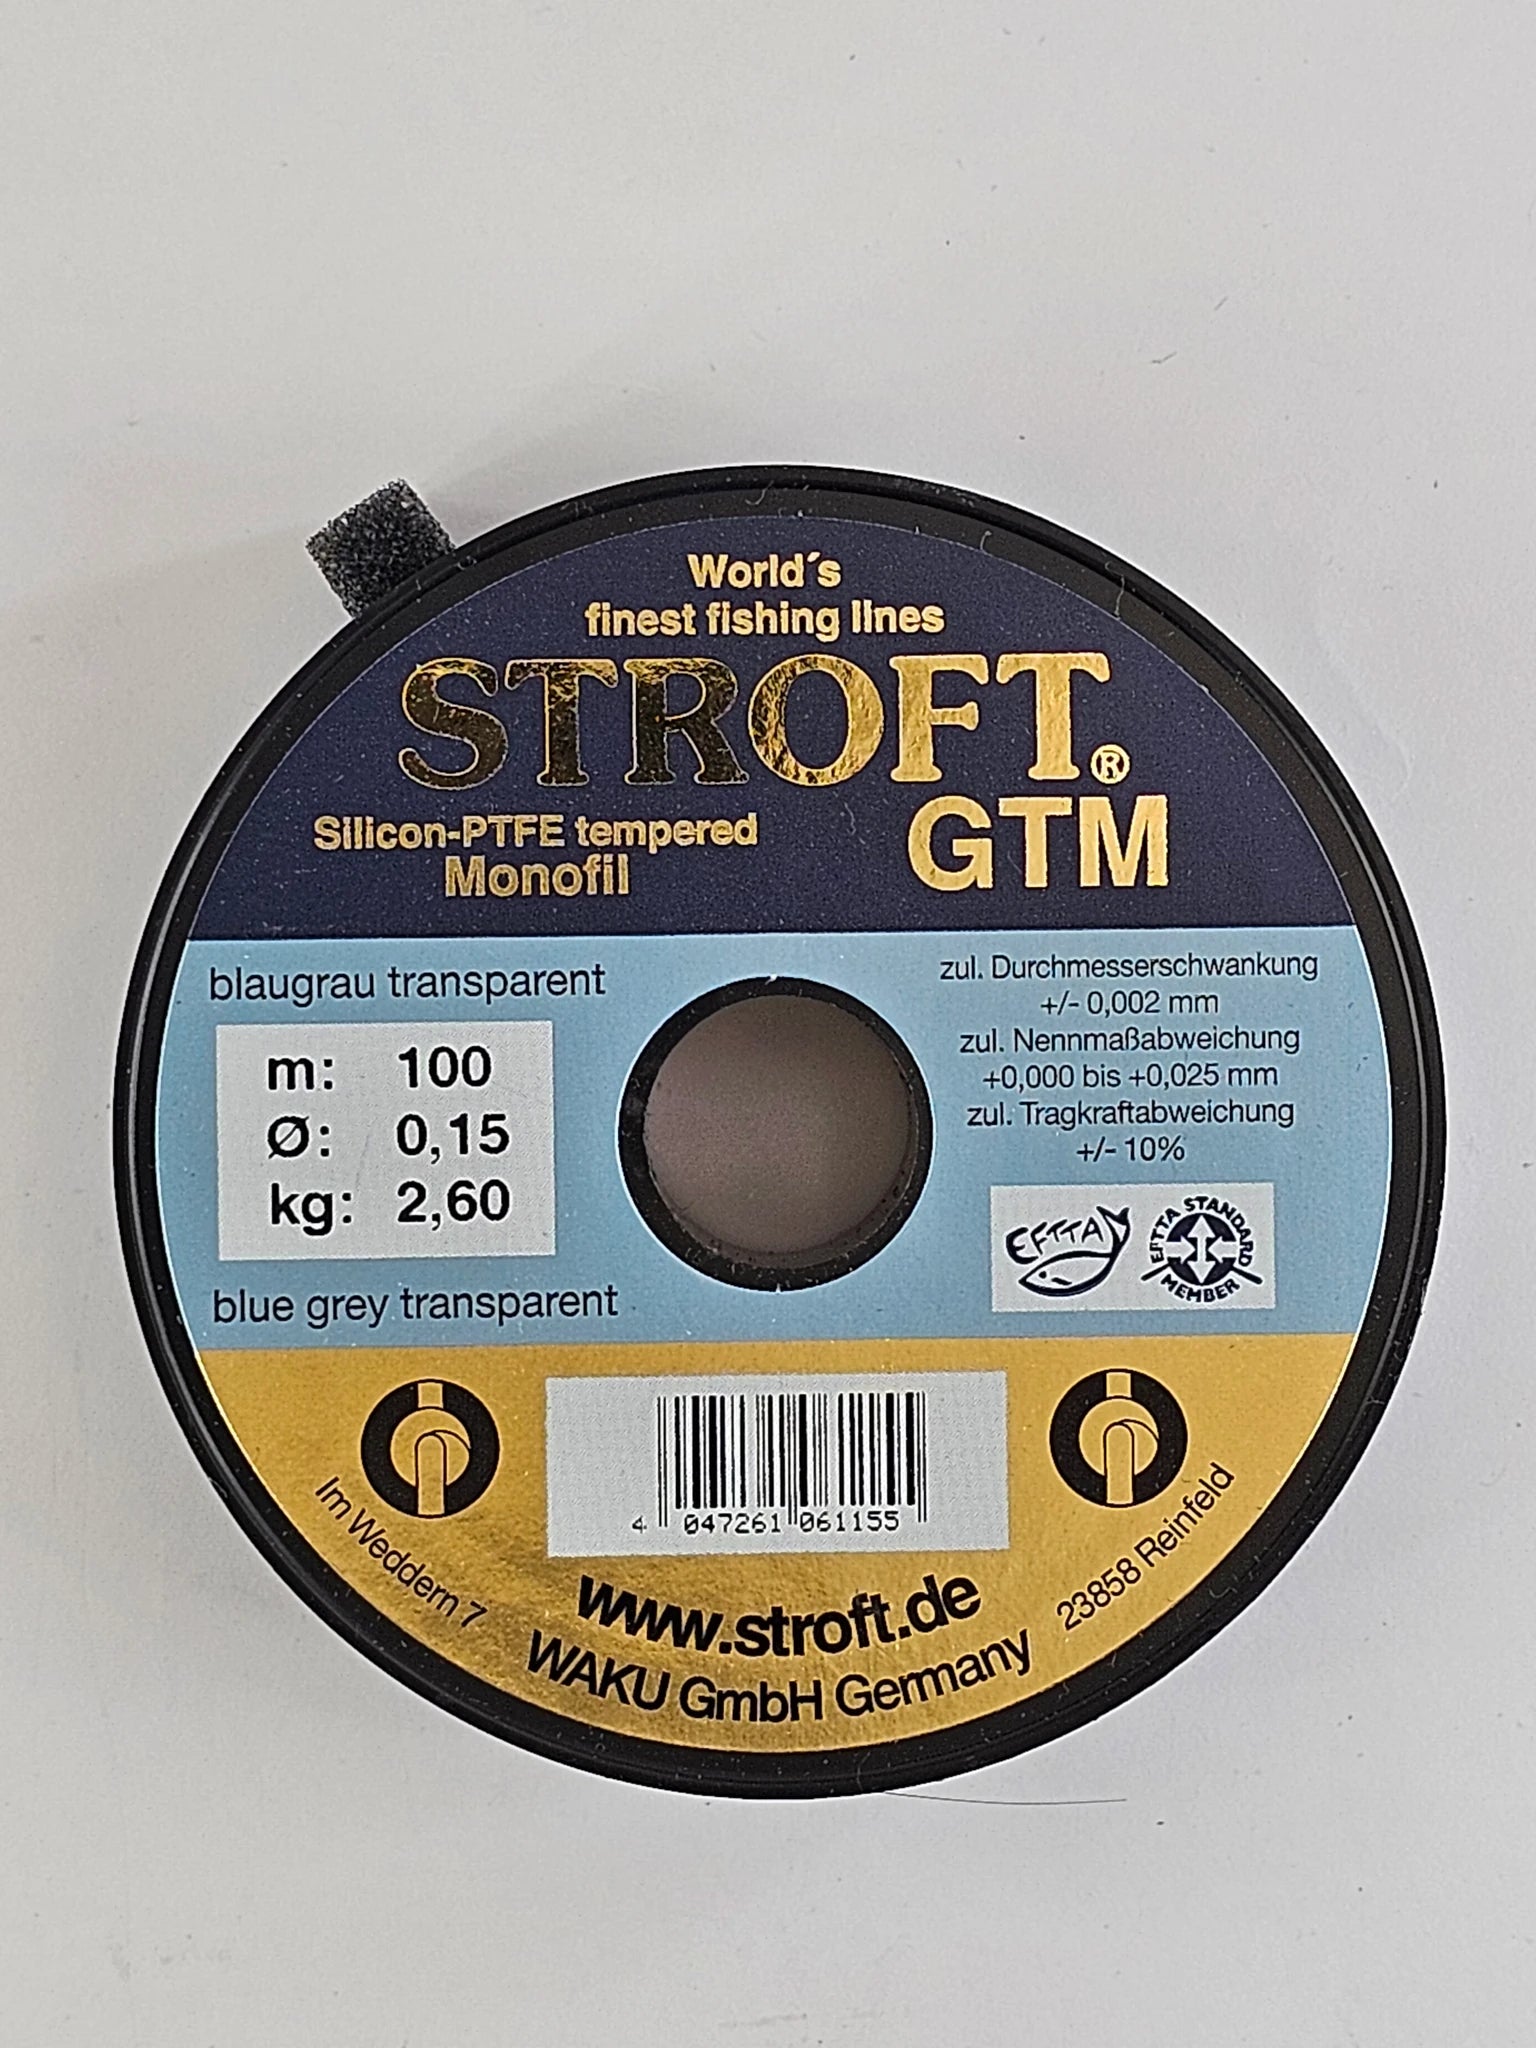 World´s
finest fishing lines
STROFT®
GTM
Silicon-PTFE tempered
Monofil
blaugrau transparent
m: 100
Ø: 0,15
kg: 2,60
blue grey transparent
zul. Durchmesserschwankung
+/- 0,002 mm
zul. Nennmaßabweichung
+0,000 bis +0,025 mm
zul. Tragkraftabweichung
+/- 10%
EFTTA
EFTTA STANDARD
MEMBER
4 047261 061155
Im Weddern 7
www.stroft.de
23858 Reinfeld
WAKU GmbH Germany